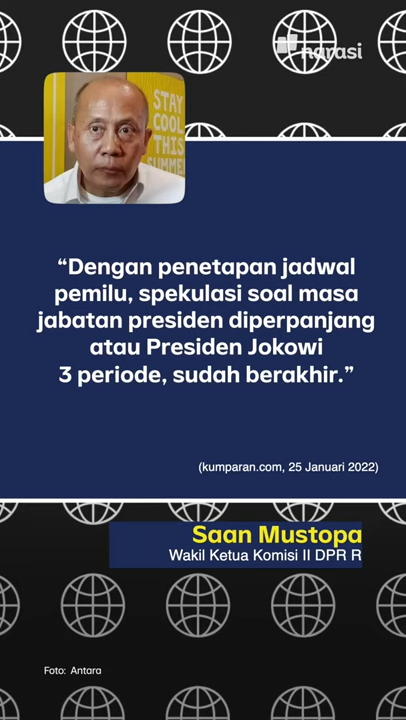 narasi
STAY
COOL
THIS
SUMME
“Dengan penetapan jadwal
pemilu, spekulasi soal masa
jabatan presiden diperpanjang
atau Presiden Jokowi
3 periode, sudah berakhir.”
(kumparan.com, 25 Januari 2022)
Saan Mustopa
Wakil Ketua Komisi II DPR R
Foto: Antara